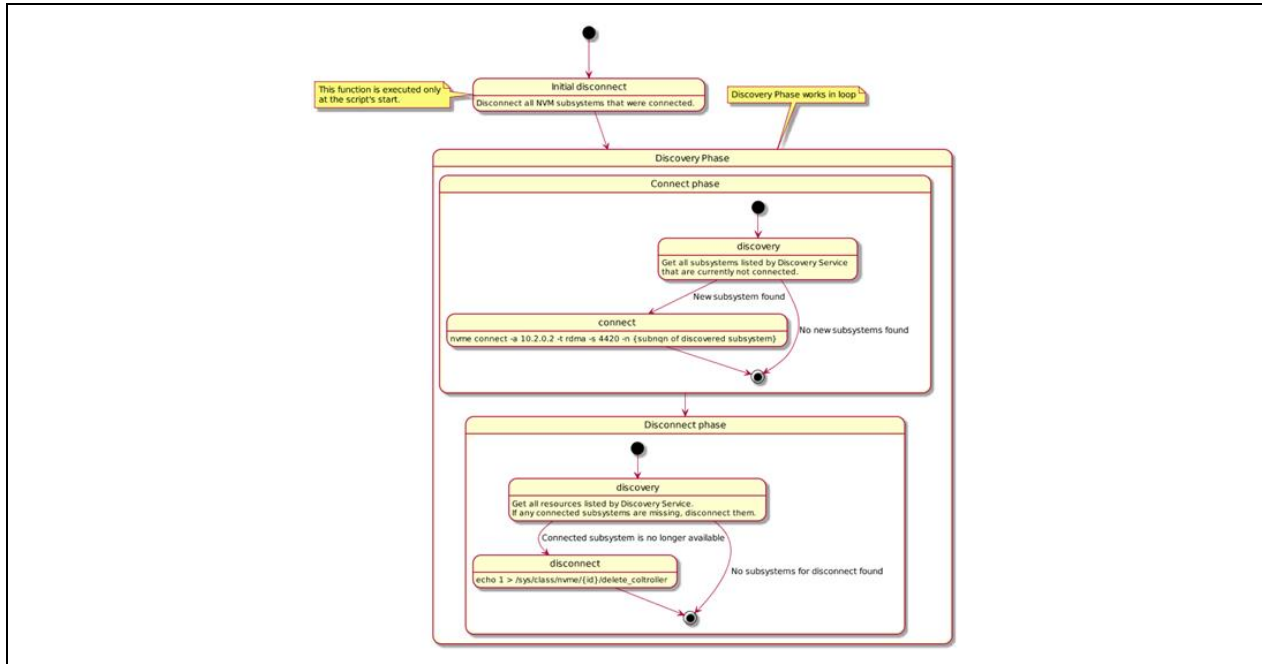 Initial disconnect
Disconnect all NVM subsystems that were connected.
This function is executed only
at the script's start.
Discovery Phase works in loop
Discovery Phase
Connect phase
discovery
Get all subsystems listed by Discovery Service
that are currently not connected.
New subsystem found
No new subsystems found
connect
nvme connect -a 10.2.0.2 -t rdma -s 4420 -n {subnqn of discovered subsystem}
Disconnect phase
discovery
Get all resources listed by Discovery Service.
If any connected subsystems are missing, disconnect them.
Connected subsystem is no longer available
No subsystems for disconnect found
disconnect
echo 1 > /sys/class/nvme/{id}/delete_coltroller